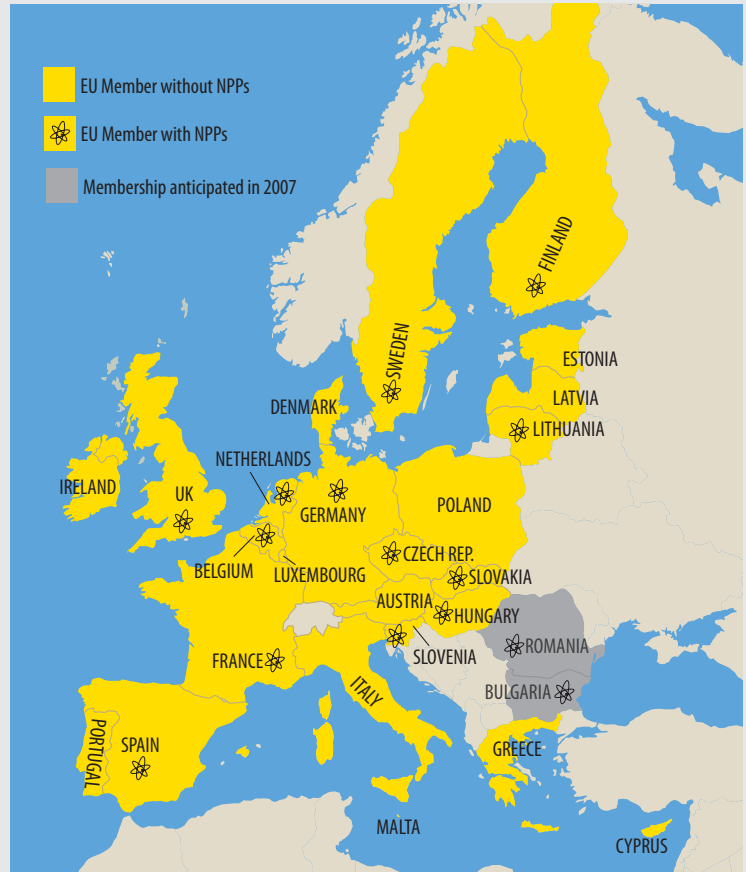 EU Member without NPPs
EU Member with NPPs
Membership anticipated in 2007
FINLAND
SWEDEN
ESTONIA
LATVIA
LITHUANIA
DENMARK
NETHERLANDS
IRELAND
UK
GERMANY
POLAND
BELGIUM
LUXEMBOURG
CZECH REP.
SLOVAKIA
AUSTRIA
HUNGARY
SLOVENIA
ROMANIA
FRANCE
ITALY
BULGARIA
PORTUGAL
SPAIN
GREECE
MALTA
CYPRUS